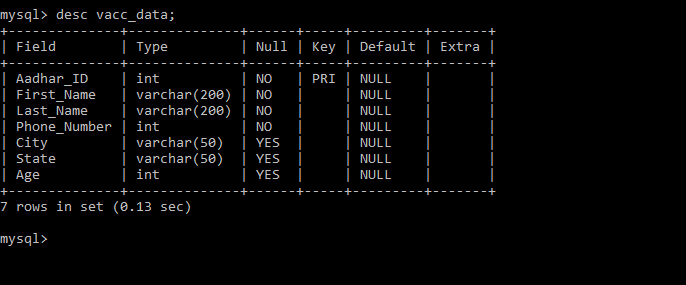 mysql> desc vacc_data;
+--------------+--------------+------+-----+---------+-------+
| Field        | Type         | Null | Key | Default | Extra |
+--------------+--------------+------+-----+---------+-------+
| Aadhar_ID    | int          | NO   | PRI | NULL    |       |
| First_Name   | varchar(200) | NO   |     | NULL    |       |
| Last_Name    | varchar(200) | NO   |     | NULL    |       |
| Phone_Number | int          | NO   |     | NULL    |       |
| City         | varchar(50)  | YES  |     | NULL    |       |
| State        | varchar(50)  | YES  |     | NULL    |       |
| Age          | int          | YES  |     | NULL    |       |
+--------------+--------------+------+-----+---------+-------+
7 rows in set (0.13 sec)
mysql>